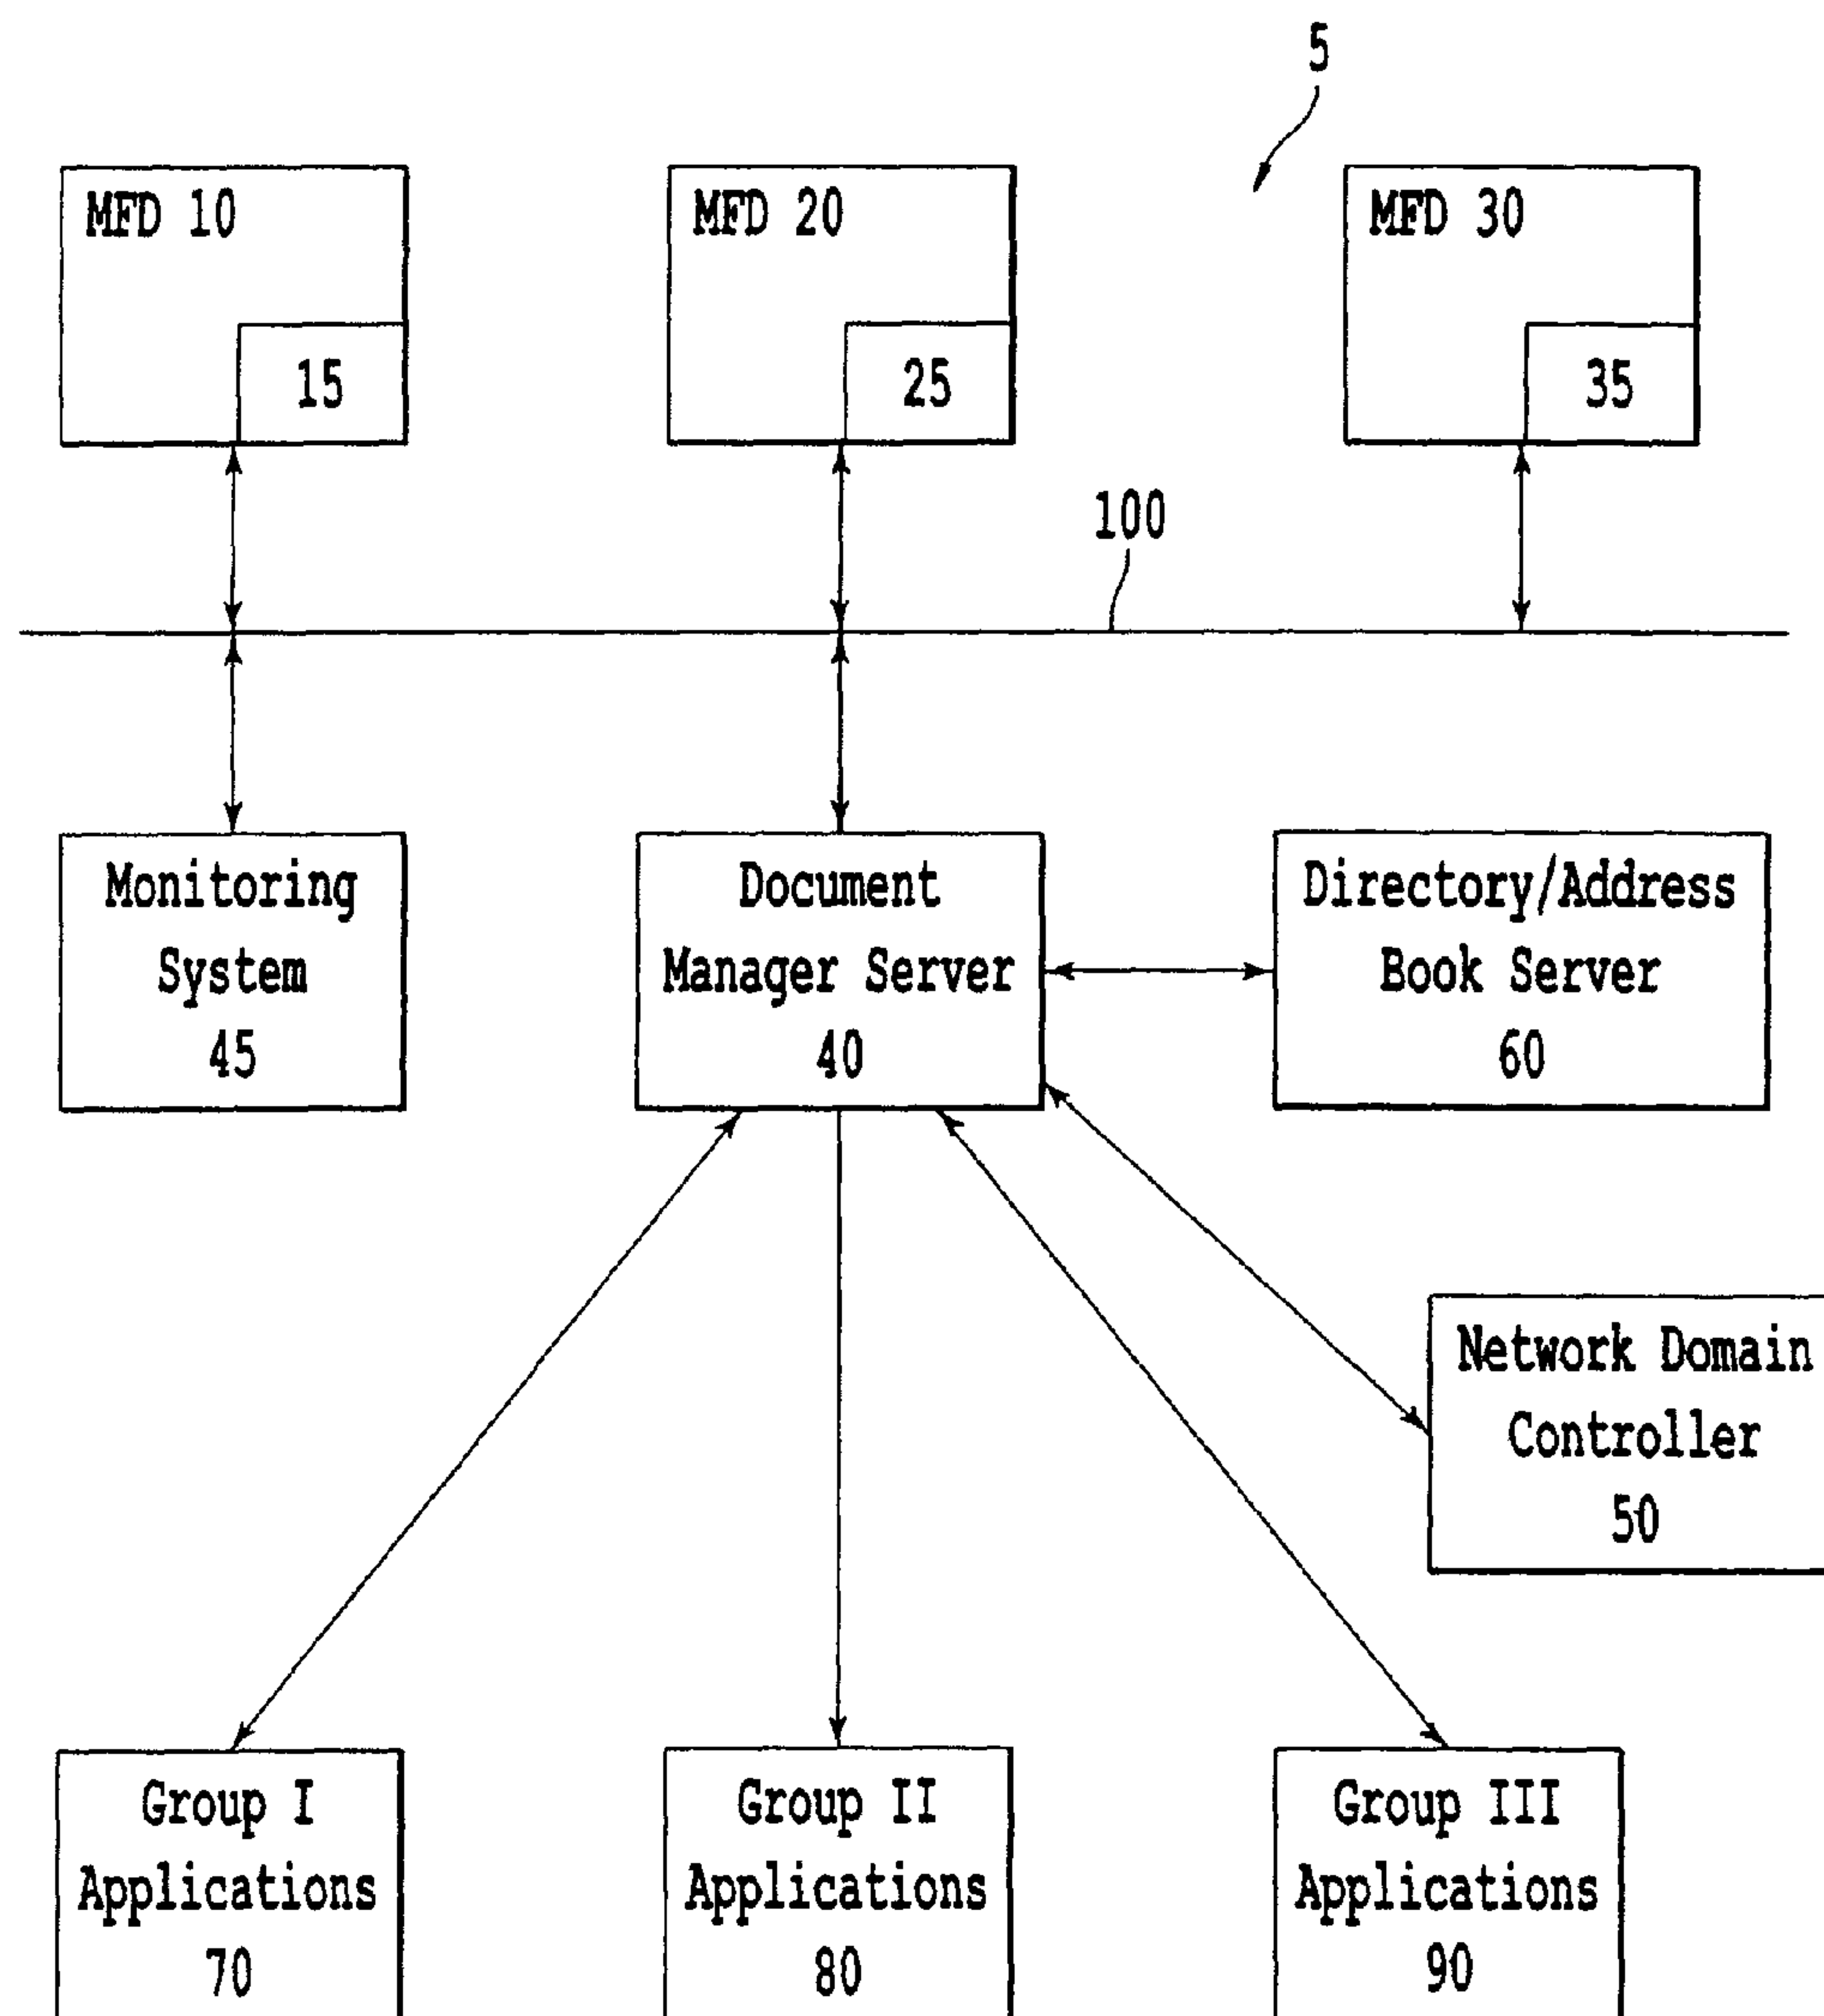 5
MFD 10
15
MFD 20
25
MFD 30
35
100
Monitoring
System
45
Document
Manager Server
40
Directory/Address
Book Server
60
Network Domain
Controller
50
Group I
Applications
70
Group II
Applications
80
Group III
Applications
90